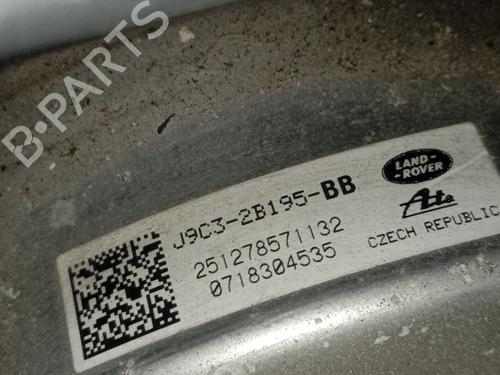 B-PARTS
LAND-
ROVER
J9C3-2B195-BB
Ate
251278571132
CZECH REPUBLIC
0718304535